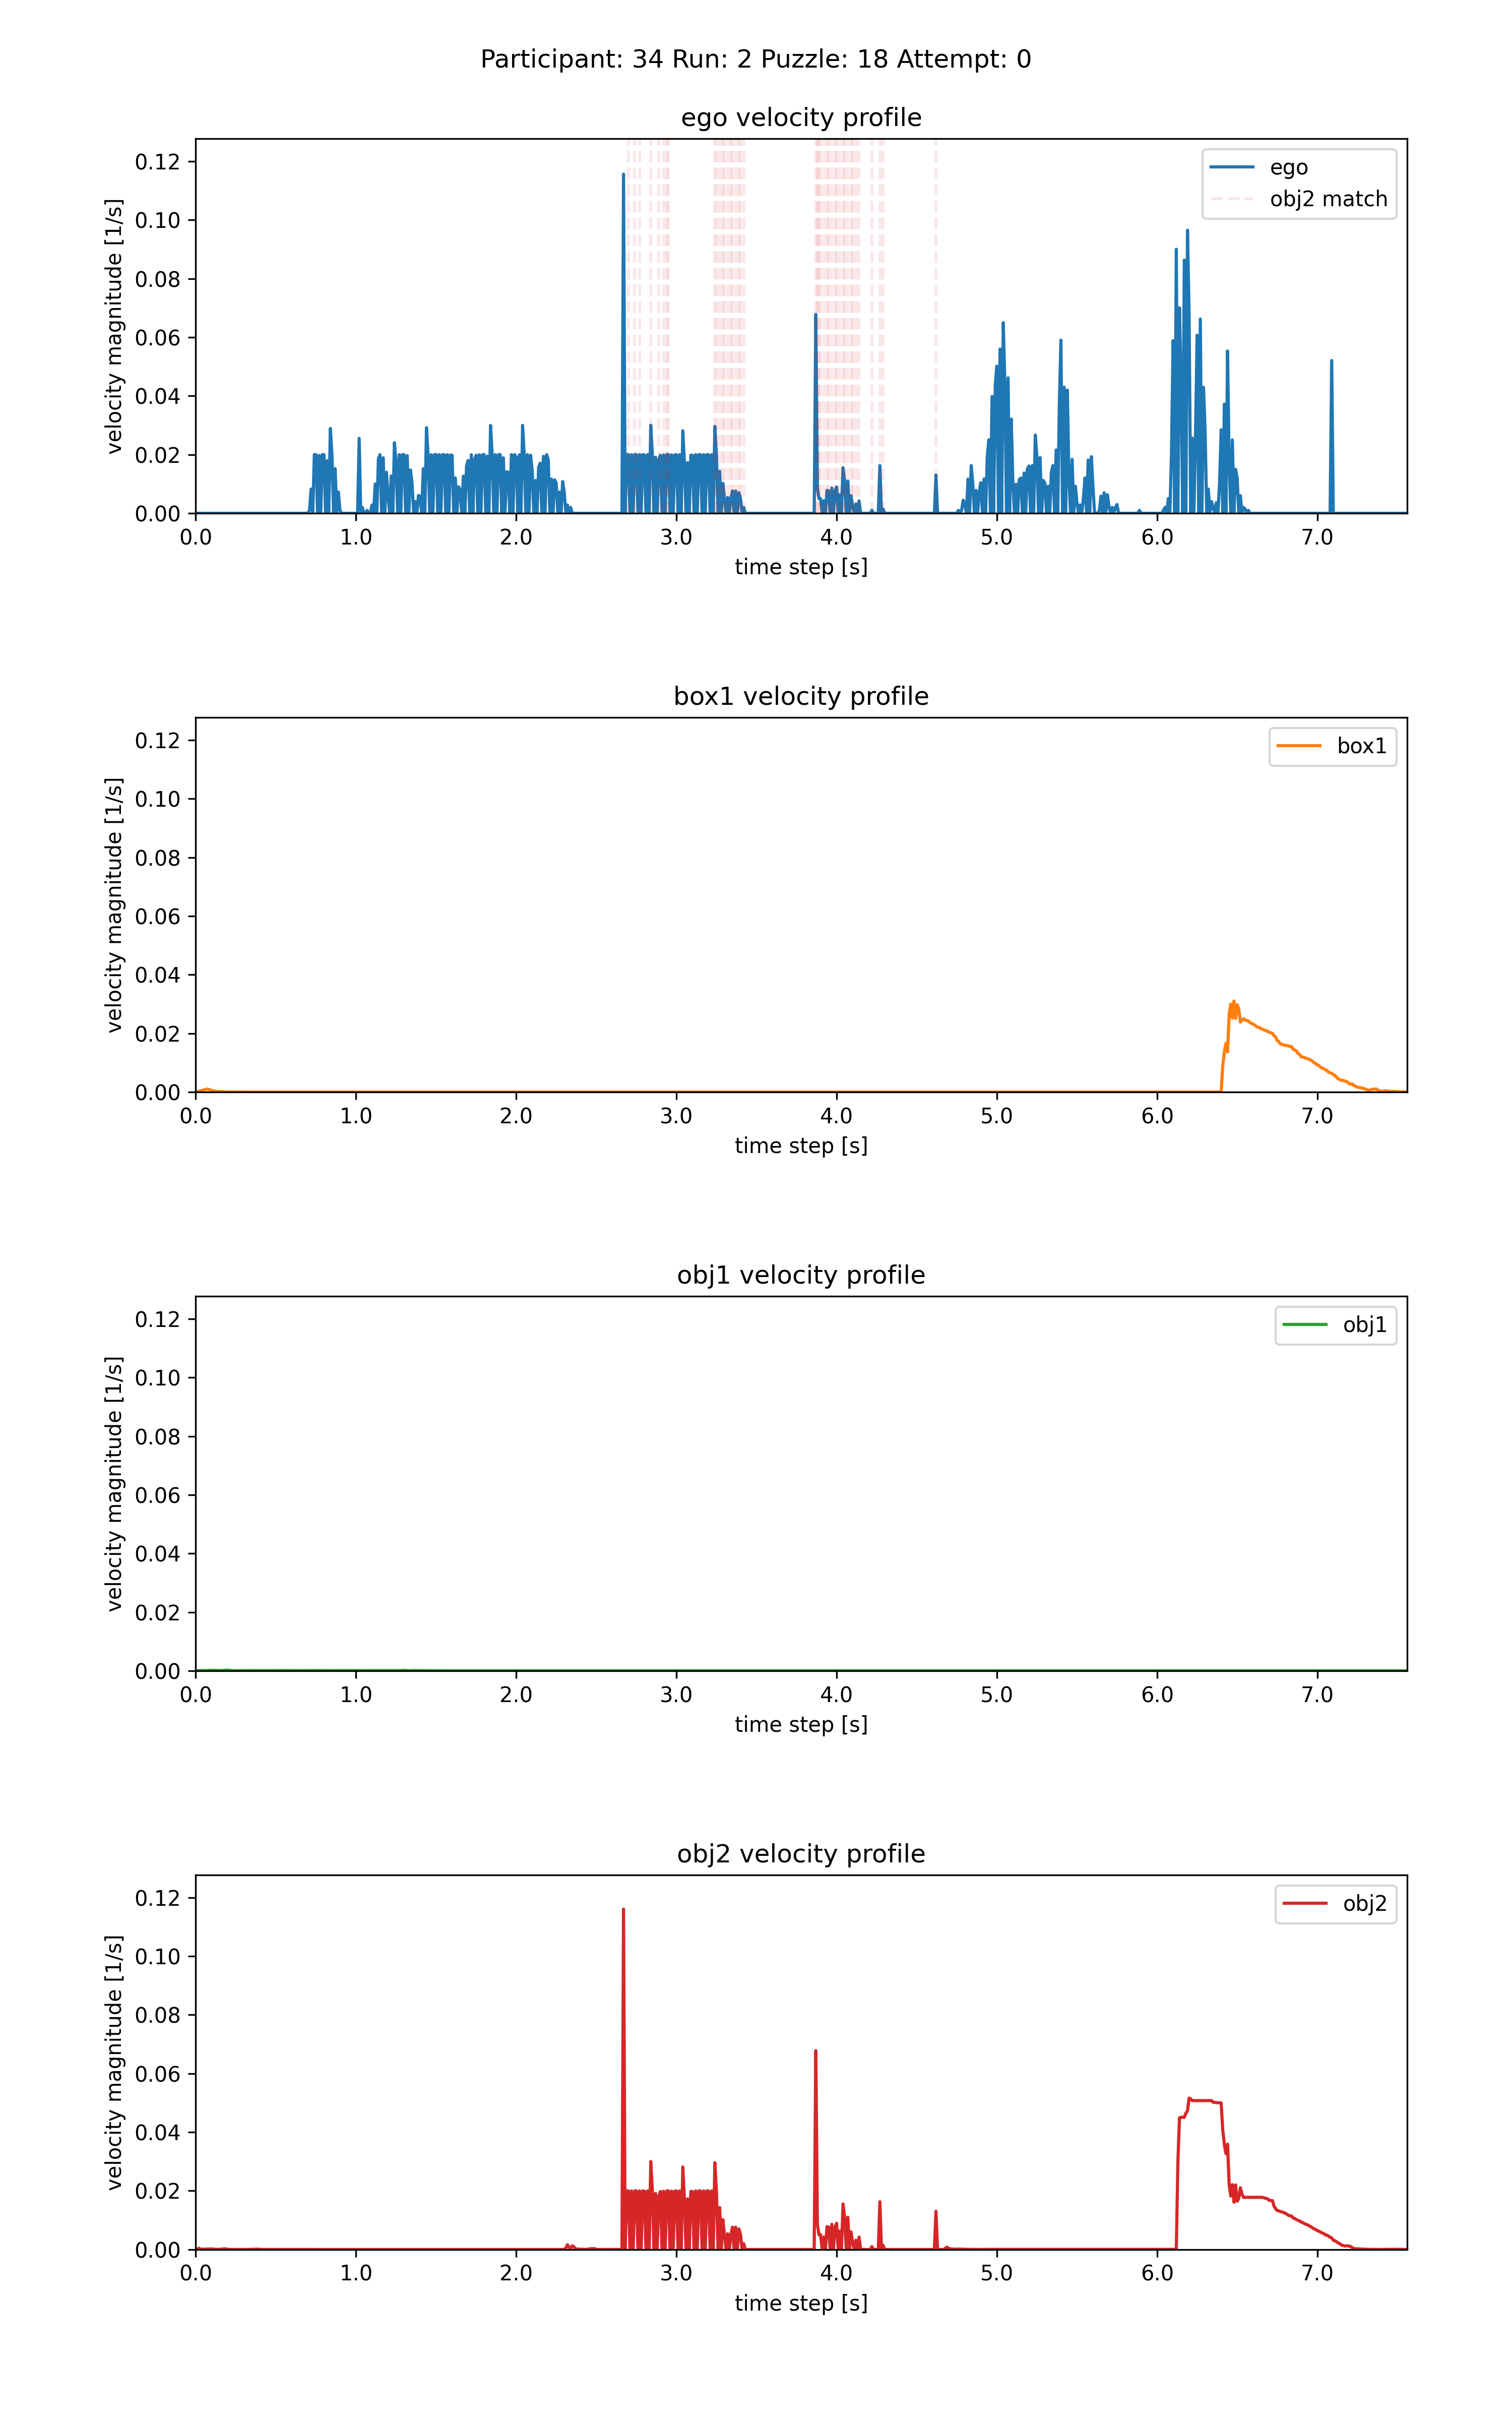 Participant: 34 Run: 2 Puzzle: 18 Attempt: 0
ego velocity profile
velocity magnitude [1/s]
0.12
0.10
0.08
0.06
0.04
0.02
0.00
ego
obj2 match
0.0 1.0 2.0 3.0 4.0 5.0 6.0 7.0
time step [s]
box1 velocity profile
velocity magnitude [1/s]
0.12
0.10
0.08
0.06
0.04
0.02
0.00
box1
0.0 1.0 2.0 3.0 4.0 5.0 6.0 7.0
time step [s]
obj1 velocity profile
velocity magnitude [1/s]
0.12
0.10
0.08
0.06
0.04
0.02
0.00
obj1
0.0 1.0 2.0 3.0 4.0 5.0 6.0 7.0
time step [s]
obj2 velocity profile
velocity magnitude [1/s]
0.12
0.10
0.08
0.06
0.04
0.02
0.00
obj2
0.0 1.0 2.0 3.0 4.0 5.0 6.0 7.0
time step [s]